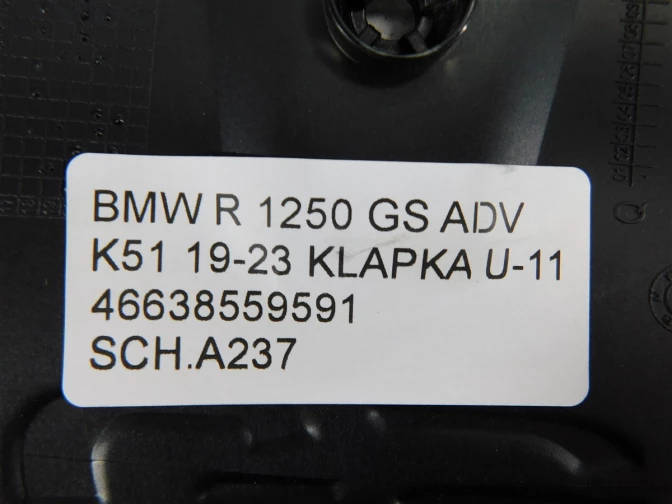 BMW R 1250 GS ADV
K51 19-23 KLAPKA U-11
46638559591
SCH.A237